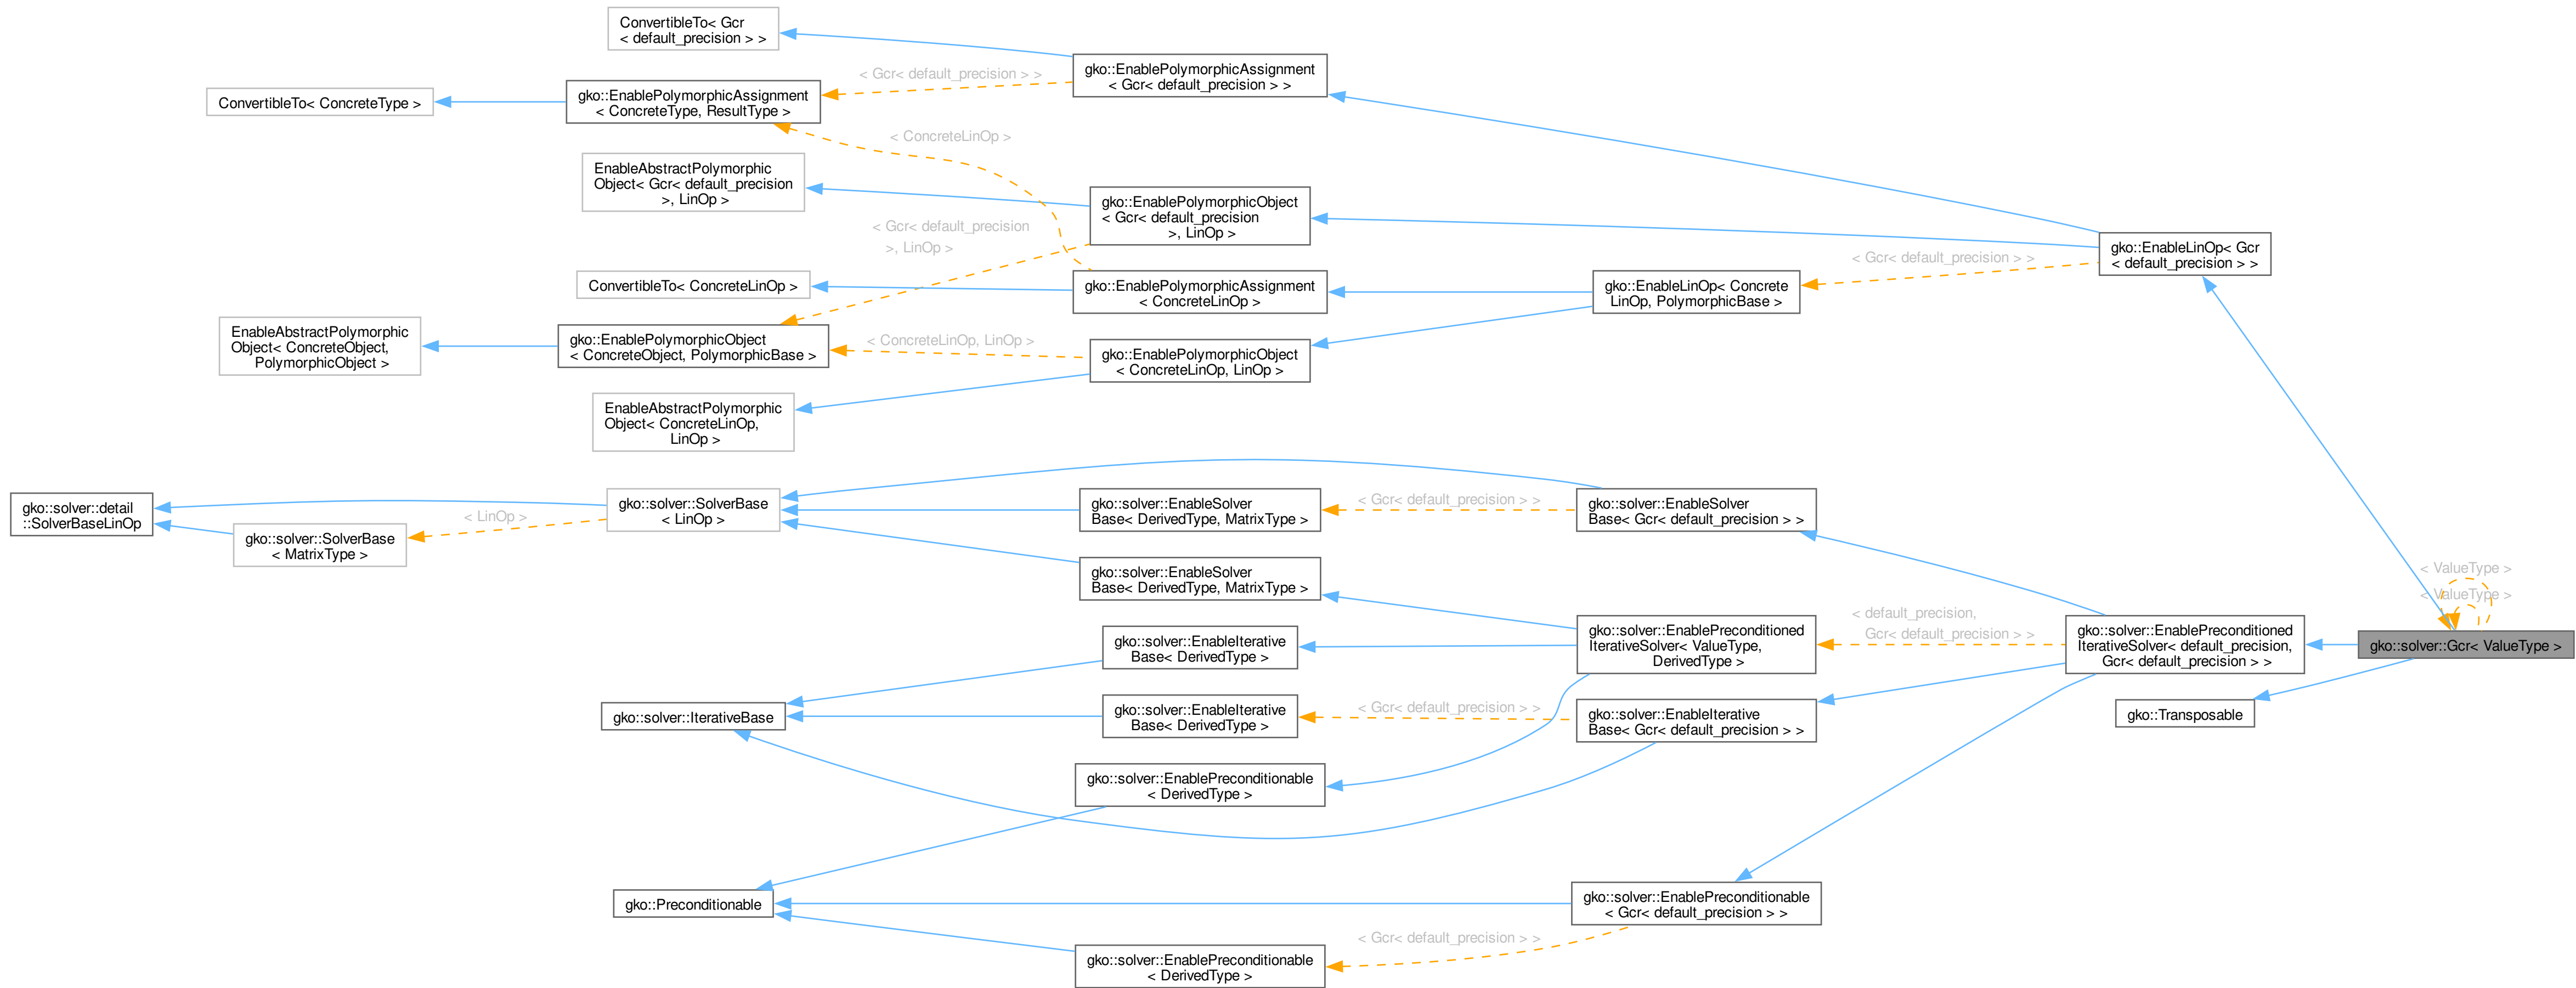 ConvertibleTo< Gcr
< default_precision > >
gko::EnablePolymorphicAssignment
< Gcr< default_precision > >
< Gcr< default_precision > >
ConvertibleTo< ConcreteType >
gko::EnablePolymorphicAssignment
< ConcreteType, ResultType >
< ConcreteLinOp >
EnableAbstractPolymorphic
Object< Gcr< default_precision
>, LinOp >
gko::EnablePolymorphicObject
< Gcr< default_precision
>, LinOp >
< Gcr< default_precision
>, LinOp >
gko::EnableLinOp< Gcr
< default_precision > >
< Gcr< default_precision > >
ConvertibleTo< ConcreteLinOp >
gko::EnablePolymorphicAssignment
< ConcreteLinOp >
gko::EnableLinOp< Concrete
LinOp, PolymorphicBase >
EnableAbstractPolymorphic
Object< ConcreteObject,
PolymorphicObject >
gko::EnablePolymorphicObject
< ConcreteObject, PolymorphicBase >
< ConcreteLinOp, LinOp >
gko::EnablePolymorphicObject
< ConcreteLinOp, LinOp >
EnableAbstractPolymorphic
Object< ConcreteLinOp,
LinOp >
gko::solver::detail
::SolverBaseLinOp
gko::solver::SolverBase
< MatrixType >
< LinOp >
gko::solver::SolverBase
< LinOp >
gko::solver::EnableSolver
Base< DerivedType, MatrixType >
< Gcr< default_precision > >
gko::solver::EnableSolver
Base< Gcr< default_precision > >
gko::solver::EnableSolver
Base< DerivedType, MatrixType >
< ValueType >
< ValueType >
gko::solver::EnableIterative
Base< DerivedType >
gko::solver::EnablePreconditioned
IterativeSolver< ValueType,
DerivedType >
< default_precision,
Gcr< default_precision > >
gko::solver::EnablePreconditioned
IterativeSolver< default_precision,
Gcr< default_precision > >
gko::solver::Gcr< ValueType >
gko::solver::IterativeBase
gko::solver::EnableIterative
Base< DerivedType >
< Gcr< default_precision > >
gko::solver::EnableIterative
Base< Gcr< default_precision > >
gko::Transposable
gko::solver::EnablePreconditionable
< DerivedType >
gko::Preconditionable
gko::solver::EnablePreconditionable
< Gcr< default_precision > >
< Gcr< default_precision > >
gko::solver::EnablePreconditionable
< DerivedType >